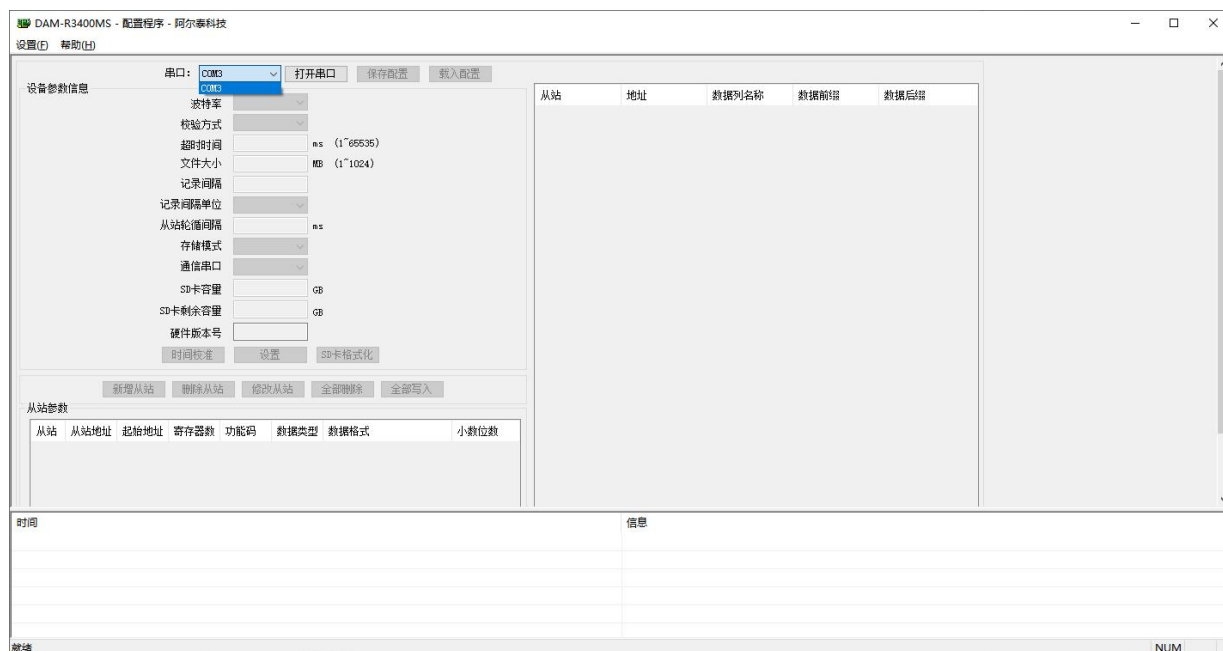 DAM-R3400MS - 配置程序 - 阿尔泰科技
设置(F) 帮助(H)
串口: COM3 打开串口 保存配置 载入配置
COM3
设备参数信息
波特率
校验方式
超时时间 ms (1~65535)
文件大小 MB (1~1024)
记录间隔
记录间隔单位
从站轮循间隔 ms
存储模式
通信串口
SD卡容量 GB
SD卡剩余容量 GB
硬件版本号
时间校准 设置 SD卡格式化
新增从站 删除从站 修改从站 全部删除 全部写入
从站参数
从站 从站地址 起始地址 寄存器数 功能码 数据类型 数据格式 小数位数
从站 地址 数据列名称 数据前缀 数据后缀
时间 信息
就绪 NUM